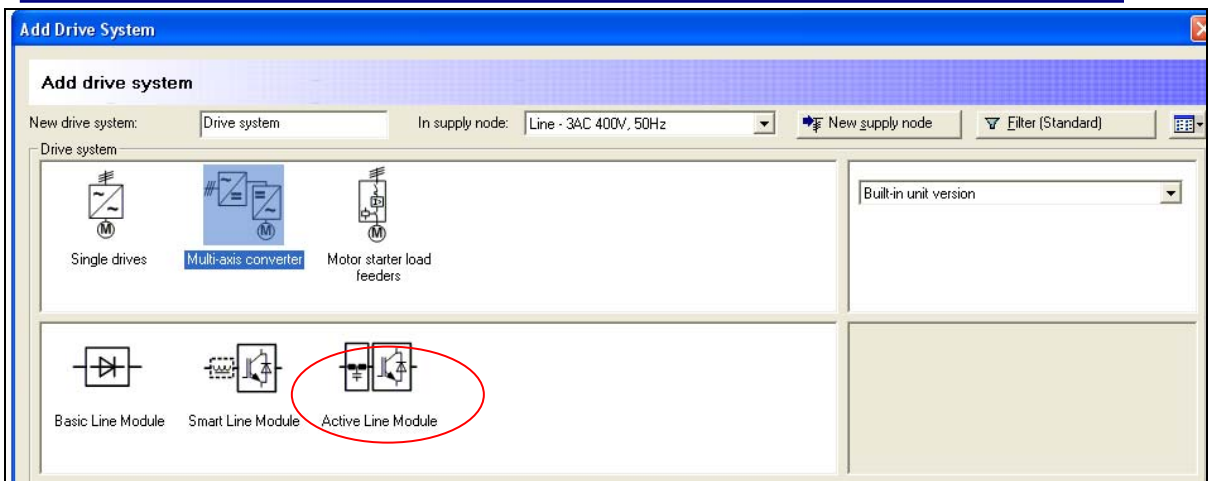 Add Drive System
Add drive system
New drive system: Drive system In supply node: Line - 3AC 400V, 50Hz New supply node Filter (Standard)
Drive system
Built-in unit version
Single drives Multi-axis converter Motor starter load feeders
Basic Line Module Smart Line Module Active Line Module